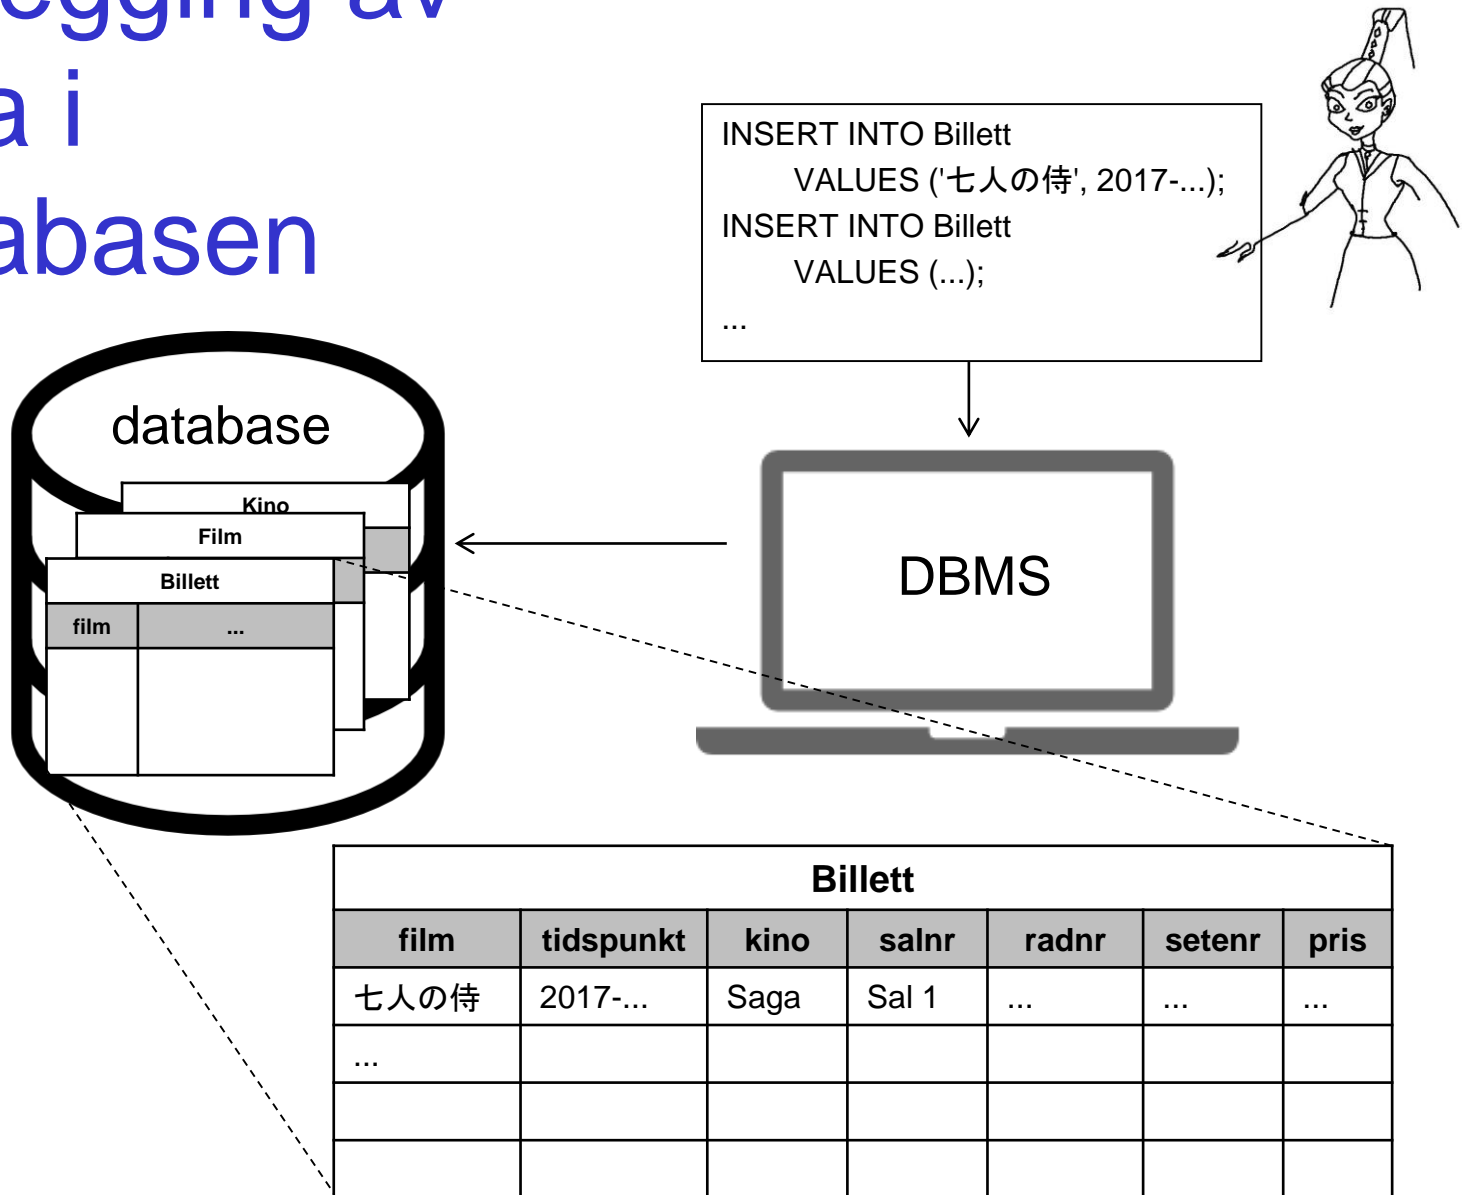 egging av
a i
abasen
INSERT INTO Billett
VALUES ('七人の侍', 2017-...);
INSERT INTO Billett
VALUES (...);
...
database
Kino
Film
Billett
film ...
DBMS
Billett
film tidspunkt kino salnr radnr setenr pris
七人の侍 2017-... Saga Sal 1 ... ... ...
...